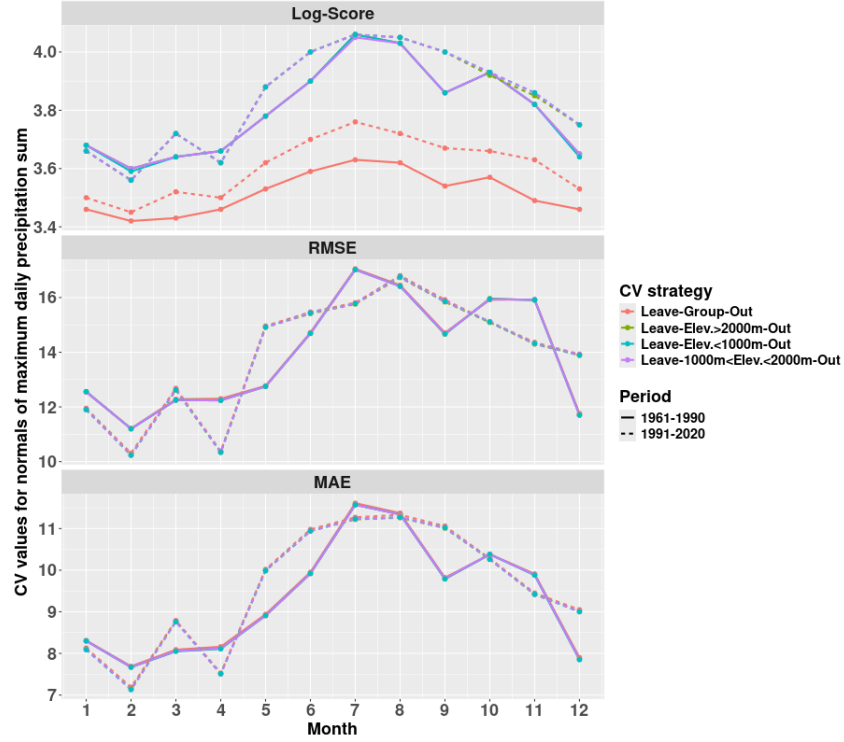 Log-Score
4.0
3.8
3.6
3.4
RMSE
16
14
12
10
MAE
11
10
9
8
7
1 2 3 4 5 6 7 8 9 10 11 12
Month
CV values for normals of maximum daily precipitation sum
CV strategy
Leave-Group-Out
Leave-Elev.>2000m-Out
Leave-Elev.<1000m-Out
Leave-1000m<Elev.<2000m-Out
Period
1961-1990
1991-2020